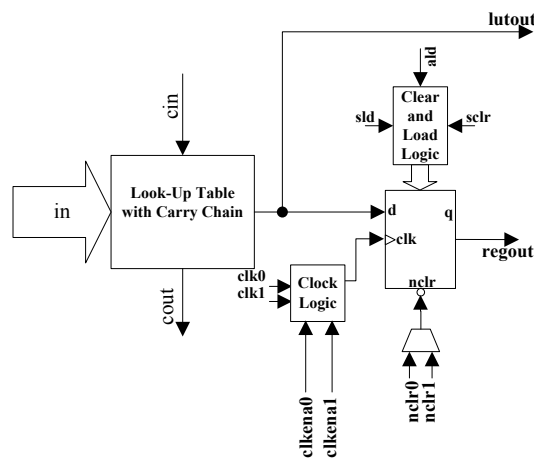 lutout
ald
cin
Clear
and
Load
Logic
sld
sclr
Look-Up Table
with Carry Chain
in
d
q
clk
regout
clk0
clk1
Clock
Logic
nclr
cout
clkena0
clkena1
nclr0
nclr1